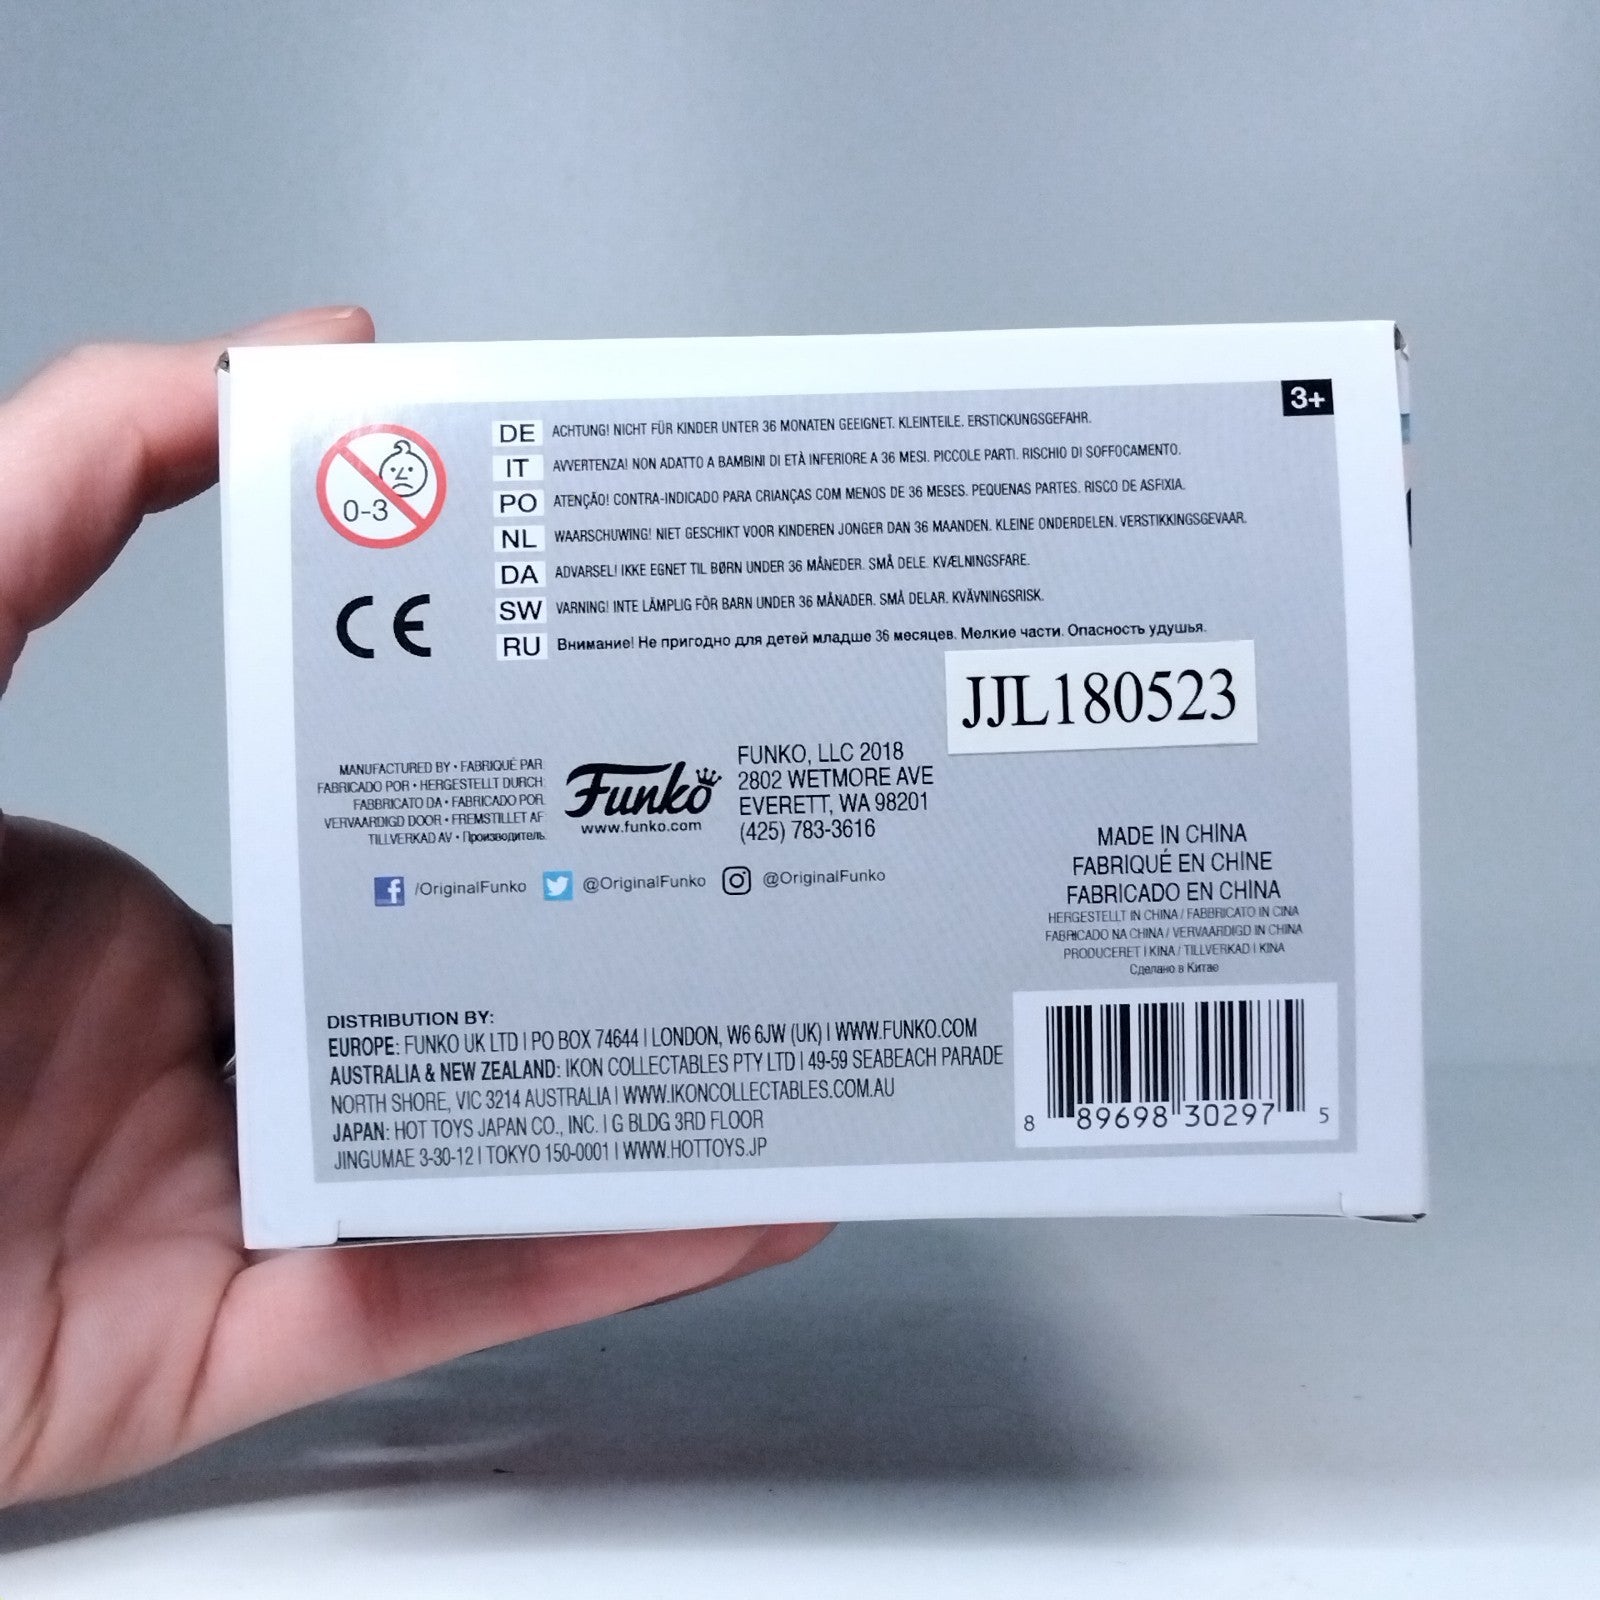 3+
0-3
DE ACHTUNG! NICHT FÜR KINDER UNTER 36 MONATEN GEEIGNET. KLEINTEILE. ERSTICKUNGSGEFAHR.
IT AVVERTENZA! NON ADATTO A BAMBINI DI ETÀ INFERIORE A 36 MESI. PICCOLE PARTI. RISCHIO DI SOFFOCAMENTO.
PO ATENÇÃO! CONTRA-INDICADO PARA CRIANÇAS COM MENOS DE 36 MESES. PEQUENAS PARTES. RISCO DE ASFIXIA.
NL WAARSCHUWING! NIET GESCHIKT VOOR KINDEREN JONGER DAN 36 MAANDEN. KLEINE ONDERDELEN. VERSTIKKINGSGEVAAR.
DA ADVARSEL! IKKE EGNET TIL BØRN UNDER 36 MÅNEDER. SMÅ DELE. KVÆLNINGSFARE.
SW VARNING! INTE LÄMPLIG FÖR BARN UNDER 36 MÅNADER. SMÅ DELAR. KVÄVNINGSRISK.
RU Внимание! Не пригодно для детей младше 36 месяцев. Мелкие части. Опасность удушья.
CE
JJL180523
MANUFACTURED BY • FABRIQUÉ PAR
FABRICADO POR • HERGESTELLT DURCH
FABBRICATO DA • FABRICADO POR
VERVAARDIGD DOOR • FREMSTILLET AF
TILLVERKAD AV • Производитель
Funko
www.funko.com
FUNKO, LLC 2018
2802 WETMORE AVE
EVERETT, WA 98201
(425) 783-3616
/OriginalFunko @OriginalFunko @OriginalFunko
MADE IN CHINA
FABRIQUÉ EN CHINE
FABRICADO EN CHINA
HERGESTELLT IN CHINA / FABBRICATO IN CINA
FABRICADO NA CHINA / VERVAARDIGD IN CHINA
PRODUCERET I KINA / TILLVERKAD I KINA
Сделано в Китае
DISTRIBUTION BY:
EUROPE: FUNKO UK LTD | PO BOX 74644 | LONDON, W6 6JW (UK) | WWW.FUNKO.COM
AUSTRALIA & NEW ZEALAND: IKON COLLECTABLES PTY LTD | 49-59 SEABEACH PARADE
NORTH SHORE, VIC 3214 AUSTRALIA | WWW.IKONCOLLECTABLES.COM.AU
JAPAN: HOT TOYS JAPAN CO., INC. | G BLDG 3RD FLOOR
JINGUMAE 3-30-12 | TOKYO 150-0001 | WWW.HOTTOYS.JP
8 89698 30297 5